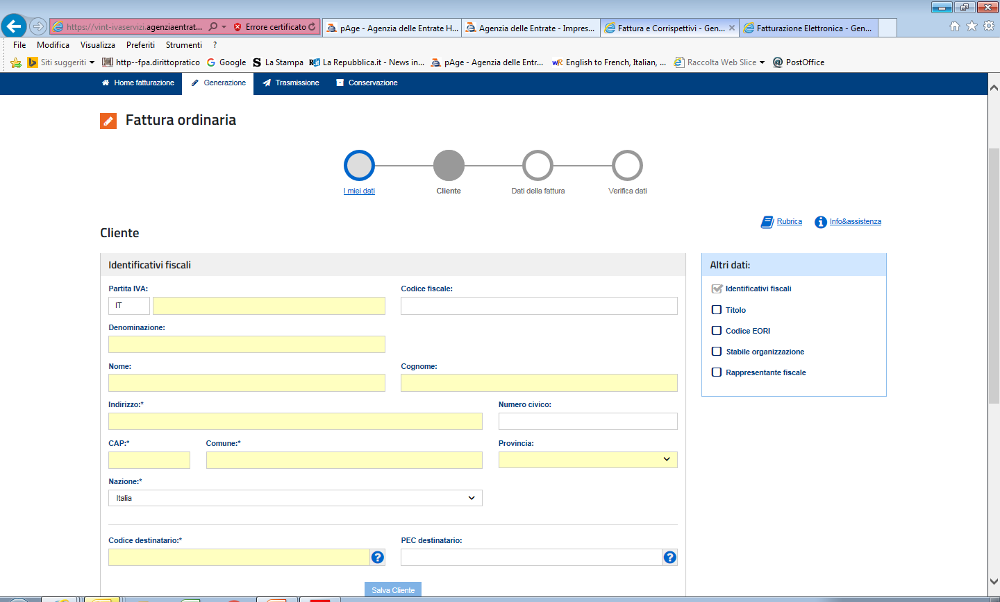 https://vint-ivaservizi.agenziaentrat... Errore certificato pAge - Agenzia delle Entrate H... Agenzia delle Entrate - Impres... Fattura e Corrispettivi - Gen... Fatturazione Elettronica - Gen...
File Modifica Visualizza Preferiti Strumenti ?
Siti suggeriti http--fpa.dirittopratico Google La Stampa La Repubblica.it - News in... pAge - Agenzia delle Entr... English to French, Italian, ... Raccolta Web Slice PostOffice
Home fatturazione Generazione Trasmissione Conservazione
Fattura ordinaria
I miei dati Cliente Dati della fattura Verifica dati
Rubrica Info&assistenza
Cliente
Identificativi fiscali
Partita IVA: Codice fiscale:
IT
Denominazione:
Nome: Cognome:
Indirizzo:* Numero civico:
CAP:* Comune:* Provincia:
Nazione:*
Italia
Codice destinatario:* PEC destinatario:
? ?
Salva Cliente
Altri dati:
Identificativi fiscali
Titolo
Codice EORI
Stabile organizzazione
Rappresentante fiscale